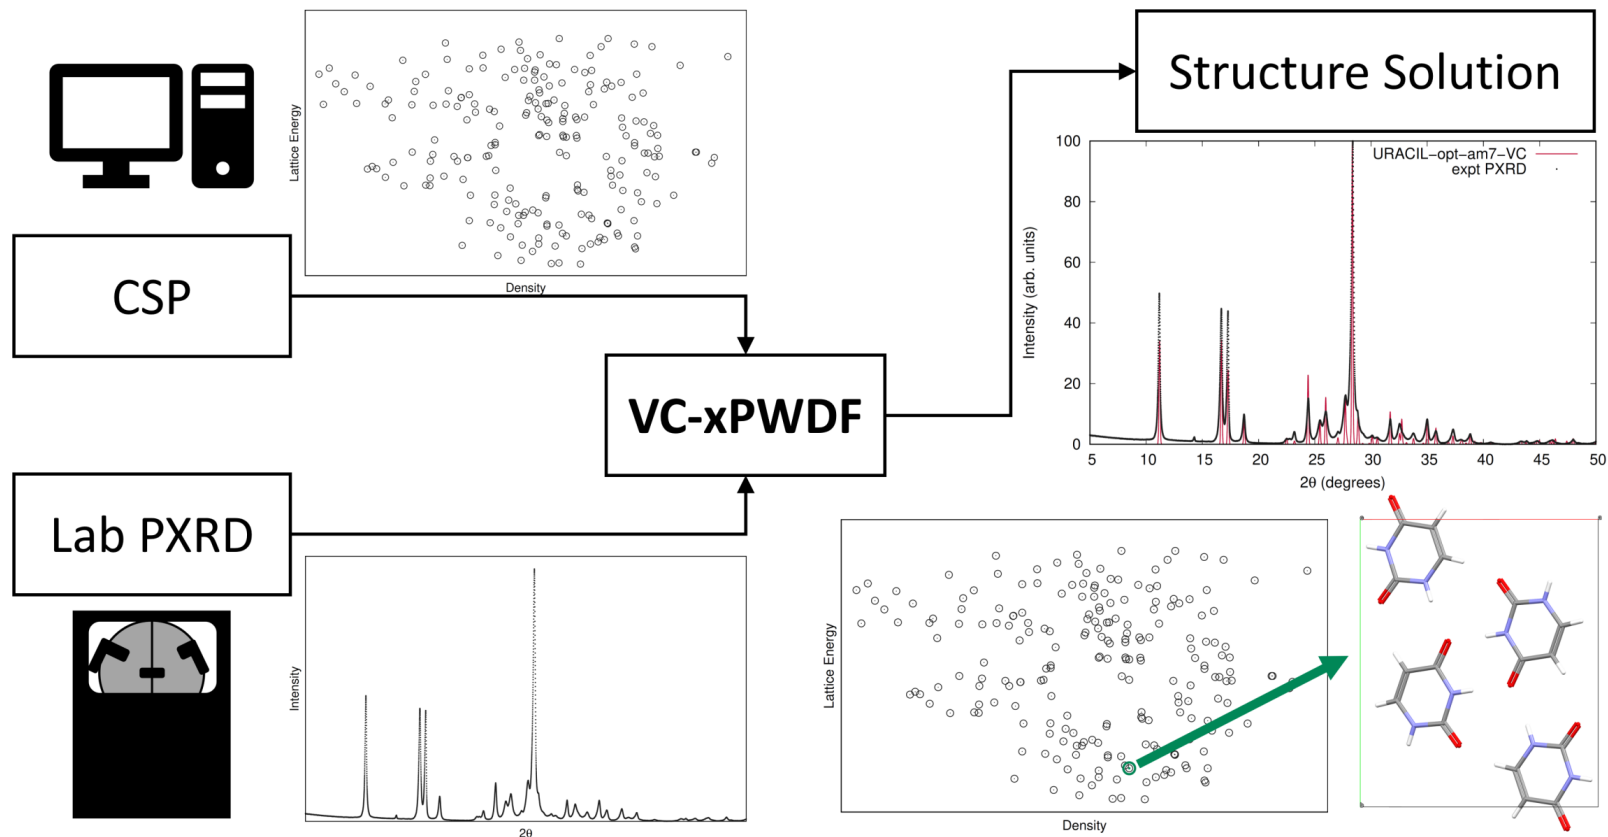 Lattice Energy
Density
CSP
Lab PXRD
Intensity
2θ
VC-xPWDF
Structure Solution
URACIL-opt-am7-VC
expt PXRD
Intensity (arb. units)
100
80
60
40
20
0
5 10 15 20 25 30 35 40 45 50
2θ (degrees)
Lattice Energy
Density